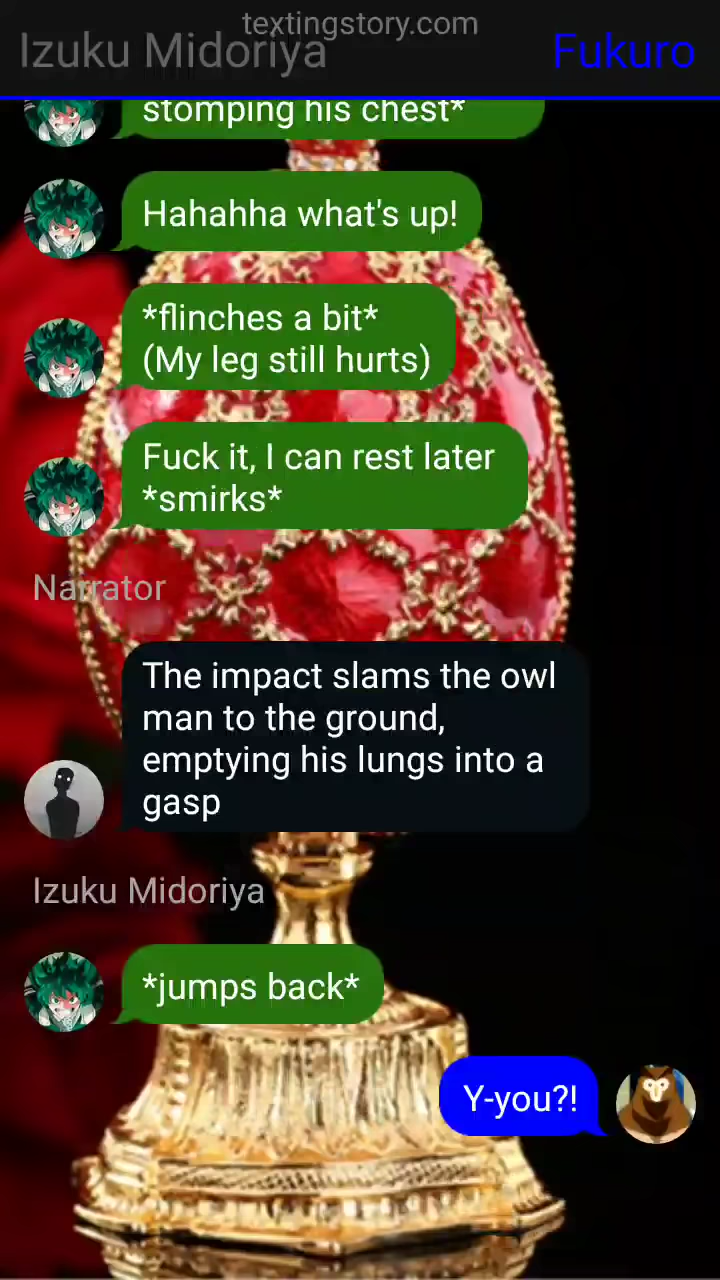 textingstory.com
Izuku Midoriya
Fukuro
stomping his chest*
Hahahha what's up!
*flinches a bit*
(My leg still hurts)
Fuck it, I can rest later
*smirks*
Narrator
The impact slams the owl
man to the ground,
emptying his lungs into a
gasp
Izuku Midoriya
*jumps back*
Y-you?!